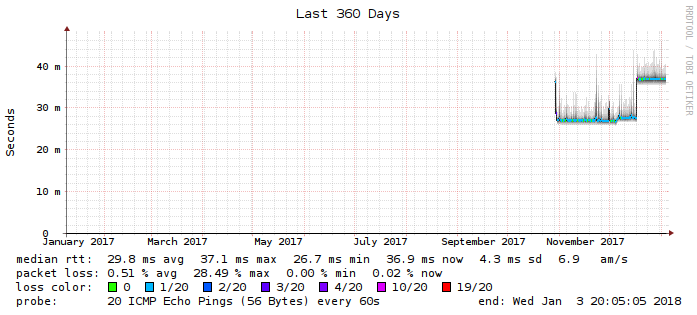 Last 360 Days
RRDTOOL / TOBI OETIKER
Seconds
40 m
30 m
20 m
10 m
0
January 2017 March 2017 May 2017 July 2017 September 2017 November 2017
median rtt: 29.8 ms avg 37.1 ms max 26.7 ms min 36.9 ms now 4.3 ms sd 6.9 am/s
packet loss: 0.51 % avg 28.49 % max 0.00 % min 0.02 % now
loss color: 0 1/20 2/20 3/20 4/20 10/20 19/20
probe: 20 ICMP Echo Pings (56 Bytes) every 60s end: Wed Jan 3 20:05:05 2018